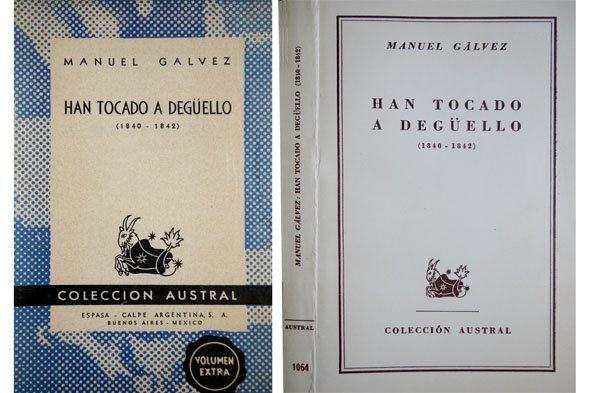 MANUEL GALVEZ
HAN TOCADO A DEGÜELLO
(1840 - 1842)
COLECCION AUSTRAL
ESPASA - CALPE ARGENTINA, S. A.
BUENOS AIRES - MEXICO
VOLUMEN
EXTRA
MANUEL GÁLVEZ: HAN TOCADO A DEGÜELLO (1840-1842)
AUSTRAL
1064
MANUEL GÁLVEZ
HAN TOCADO
A DEGÜELLO
(1840-1842)
COLECCIÓN AUSTRAL